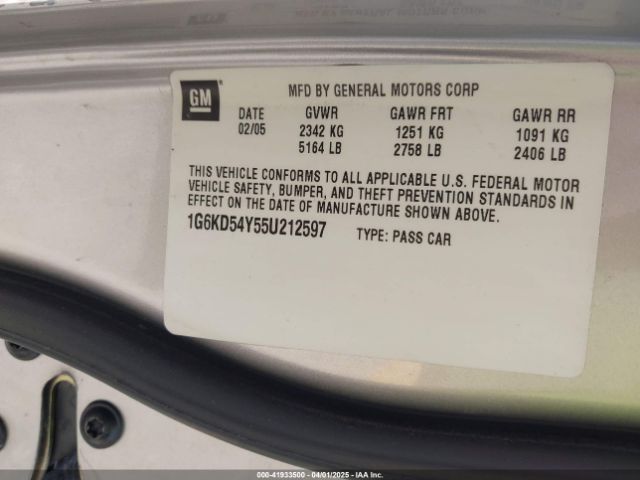 GM
MFD BY GENERAL MOTORS CORP
DATE GVWR GAWR FRT GAWR RR
02/05 2342 KG 1251 KG 1091 KG
5164 LB 2758 LB 2406 LB
THIS VEHICLE CONFORMS TO ALL APPLICABLE U.S. FEDERAL MOTOR
VEHICLE SAFETY, BUMPER, AND THEFT PREVENTION STANDARDS IN
EFFECT ON THE DATE OF MANUFACTURE SHOWN ABOVE.
1G6KD54Y55U212597 TYPE: PASS CAR
000-41933500 - 04/01/2025 - IAA Inc.